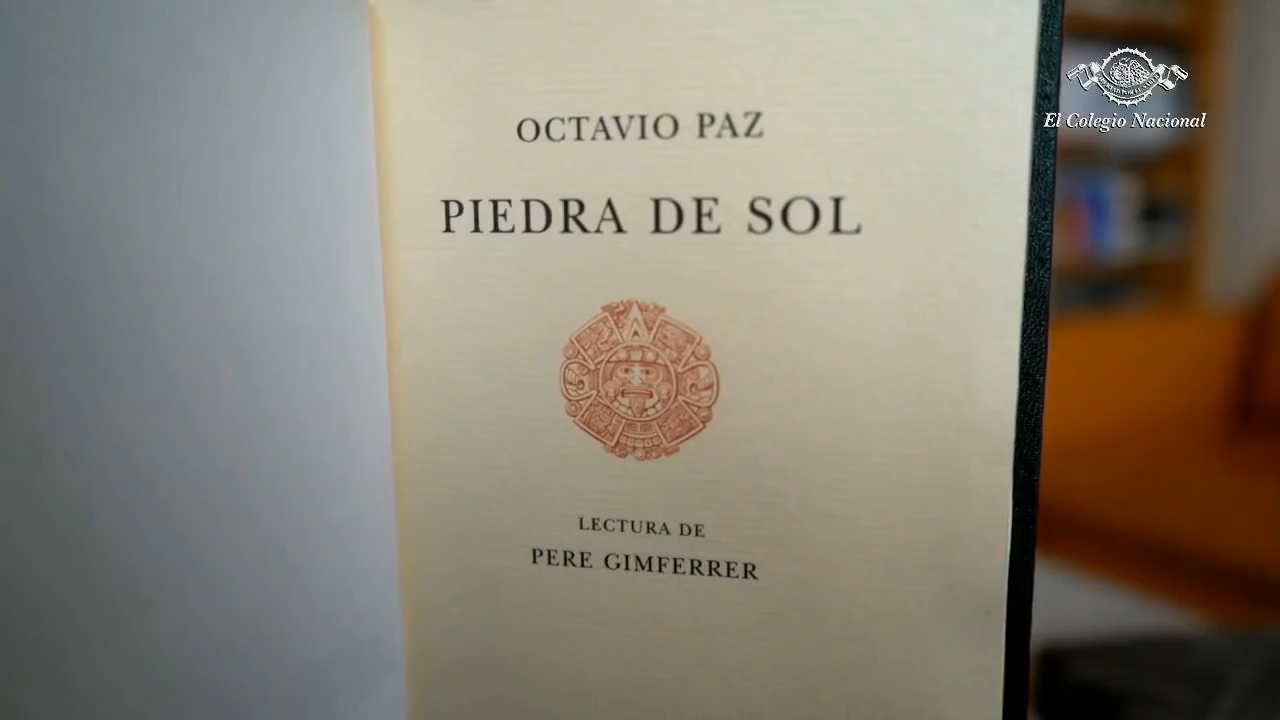 OCTAVIO PAZ
PIEDRA DE SOL
LECTURA DE
PERE GIMFERRER
El Colegio Nacional